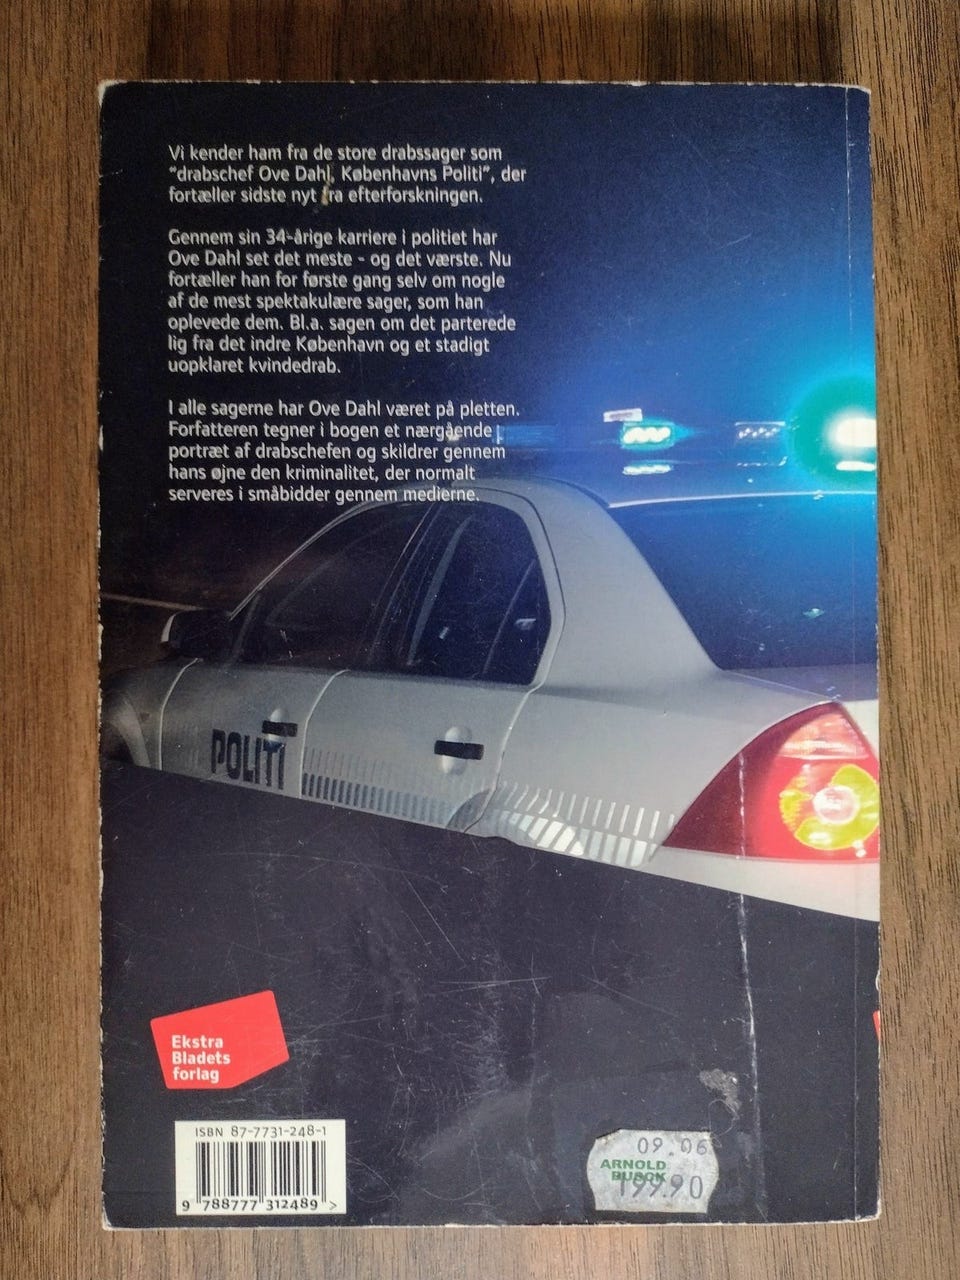 Vi kender ham fra de store drabssager som
"drabschef Ove Dahl, Københavns Politi", der
fortæller sidste nyt fra efterforskningen.
Gennem sin 34-årige karriere i politiet har
Ove Dahl set det meste - og det værste. Nu
fortæller han for første gang selv om nogle
af de mest spektakulære sager, som han
oplevede dem. Bl.a. sagen om det parterede
lig fra det indre København og et stadigt
uopklaret kvindedrab.
I alle sagerne har Ove Dahl været på pletten.
Forfatteren tegner i bogen et nærgående
portræt af drabschefen og skildrer gennem
hans øjne den kriminalitet, der normalt
serveres i småbidder gennem medierne.
POLITI
Ekstra
Bladets
forlag
ISBN 87-7731-248-1
9 788777 312489 >
09.06
ARNOLD
BUSCK
199.90